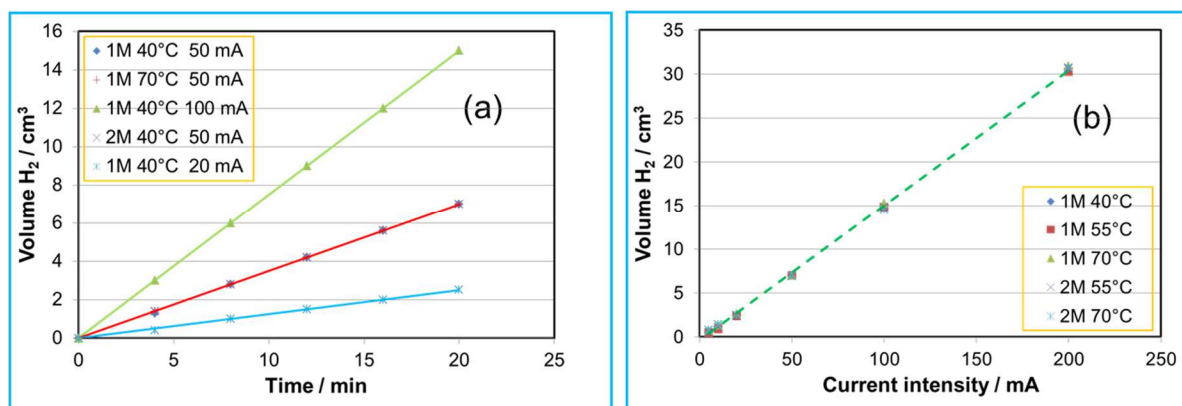 16
14
12
10
8
6
4
2
0
Volume H2 / cm3
1M 40°C 50 mA
1M 70°C 50 mA
1M 40°C 100 mA
2M 40°C 50 mA
1M 40°C 20 mA
(a)
0 5 10 15 20 25
Time / min
35
30
25
20
15
10
5
0
Volume H2 / cm3
(b)
1M 40°C
1M 55°C
1M 70°C
2M 55°C
2M 70°C
0 50 100 150 200 250
Current intensity / mA